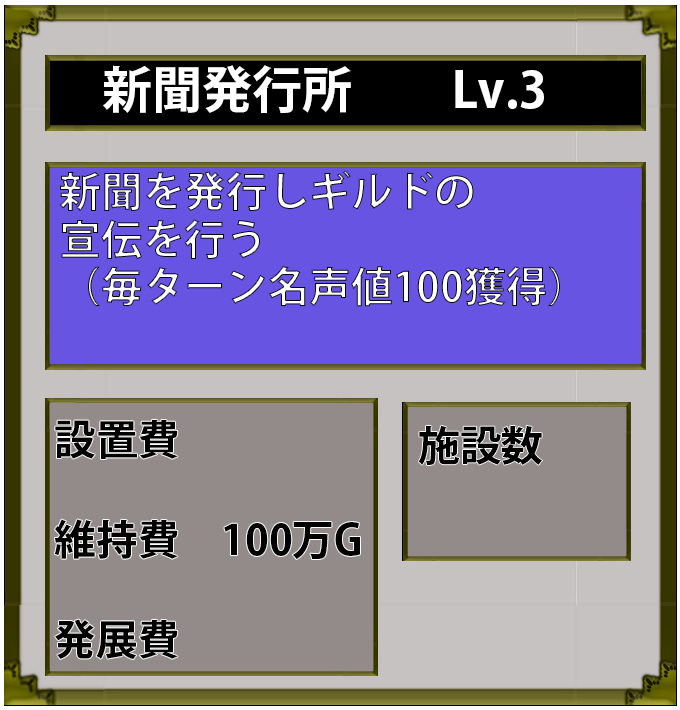 新聞発行所 Lv.3
新聞を発行しギルドの
宣伝を行う
（毎ターン名声値100獲得）
設置費
施設数
維持費 100万G
発展費